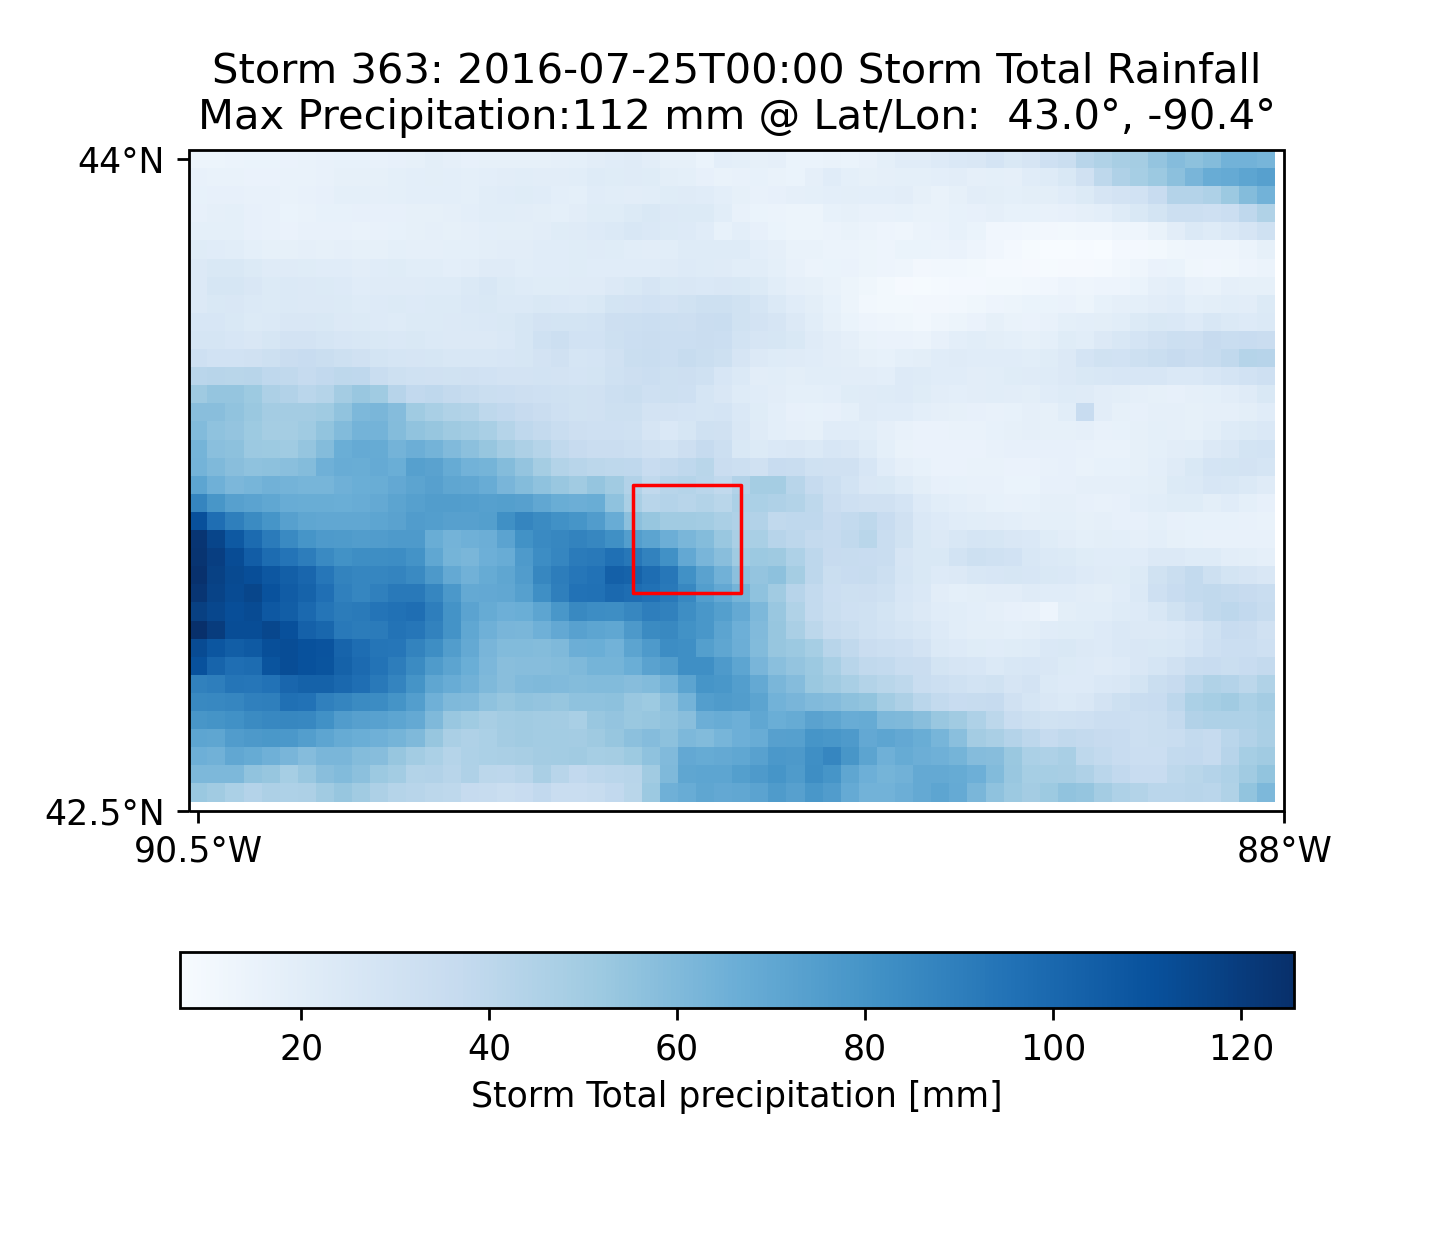 Storm 363: 2016-07-25T00:00 Storm Total Rainfall
Max Precipitation:112 mm @ Lat/Lon:  43.0°, -90.4°
44°N
42.5°N
90.5°W 88°W
20 40 60 80 100 120
Storm Total precipitation [mm]